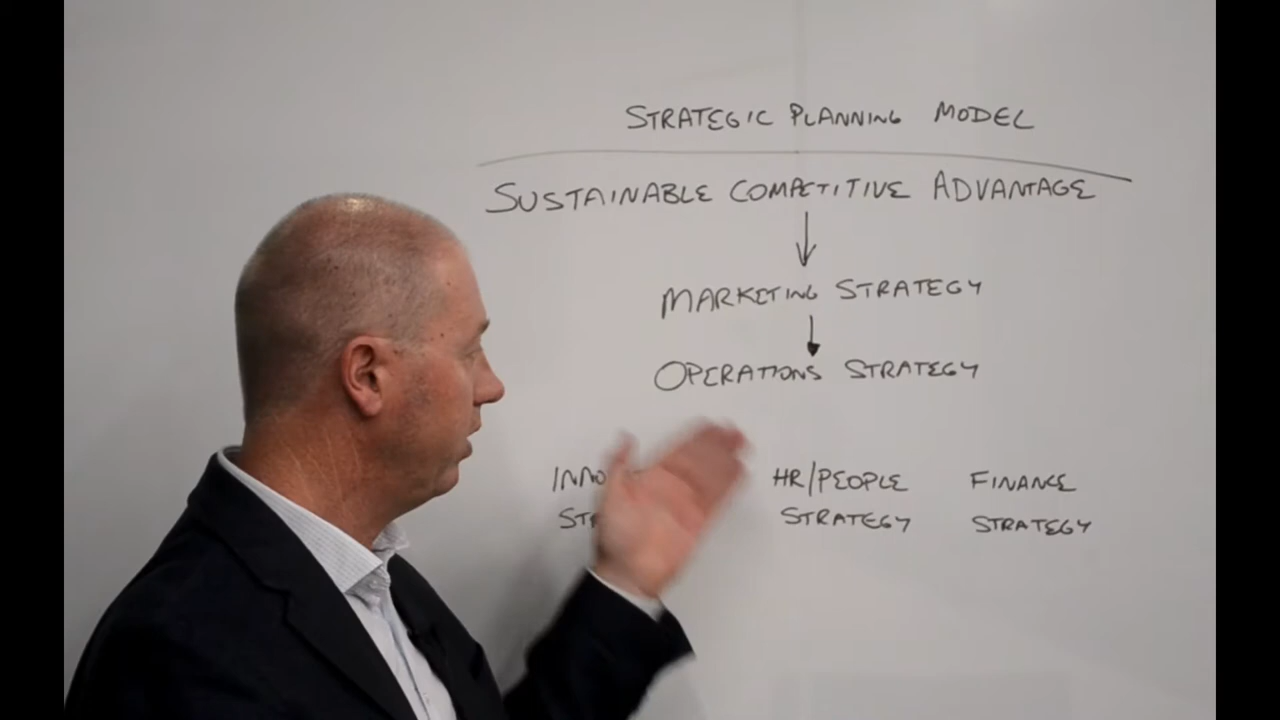 STRATEGIC PLANNING MODEL
SUSTAINABLE COMPETITIVE ADVANTAGE
MARKETING STRATEGY
OPERATIONS STRATEGY
HR/PEOPLE FINANCE
STRATEGY STRATEGY